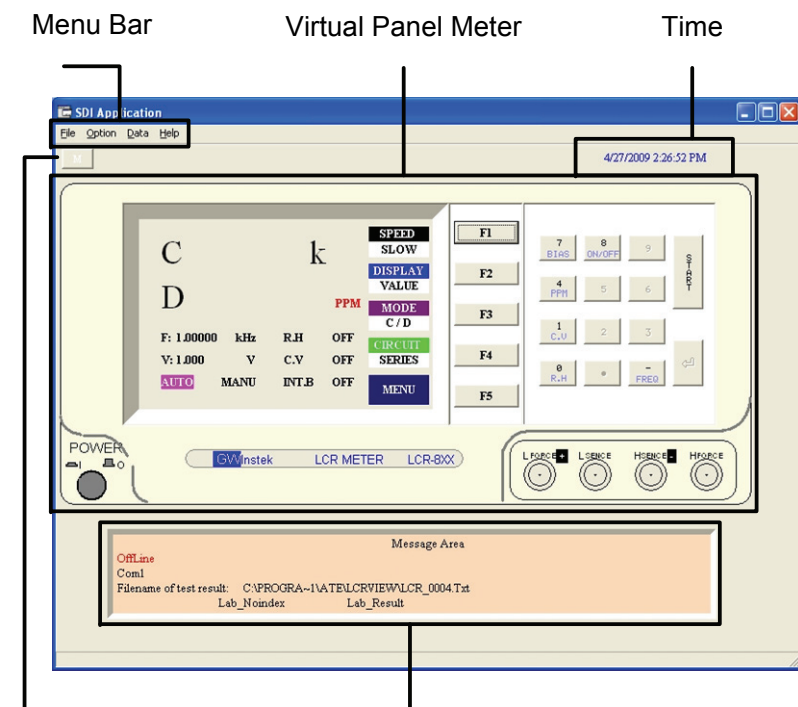 Menu Bar Virtual Panel Meter Time
SDI Application
File Option Data Help
M 4/27/2009 2:26:52 PM
C k
D PPM
F: 1.00000 kHz R.H OFF
V: 1.000 V C.V OFF
AUTO MANU INT.B OFF
SPEED
SLOW
DISPLAY
VALUE
MODE
C / D
CIRCUIT
SERIES
MENU
F1
F2
F3
F4
F5
7 8 9
BIAS ON/OFF
4 5 6
PPM
1 2 3
C.V
0 • -
R.H FREQ
START
POWER
I O
GWInstek LCR METER LCR-8XX
L FORCE + L SENCE HSENCE - HFORCE
Message Area
OffLine
Com1
Filename of test result: C:\PROGRA~1\ATE\LCRVIEW\LCR_0004.Txt
Lab_Noindex Lab_Result